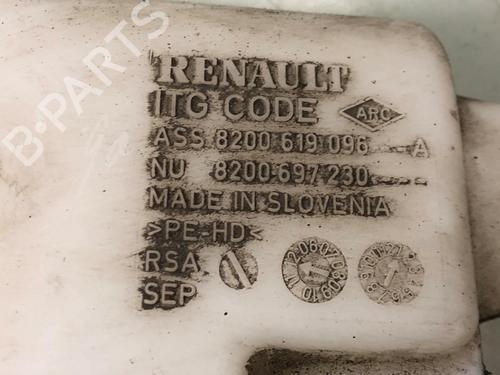 B-PARTS
RENAULT
ITG CODE
ARC
ASS 8200 619 096 ---- A
NU 8200 697 230 ---- -
MADE IN SLOVENIA
>PE-HD<
RSA
SEP